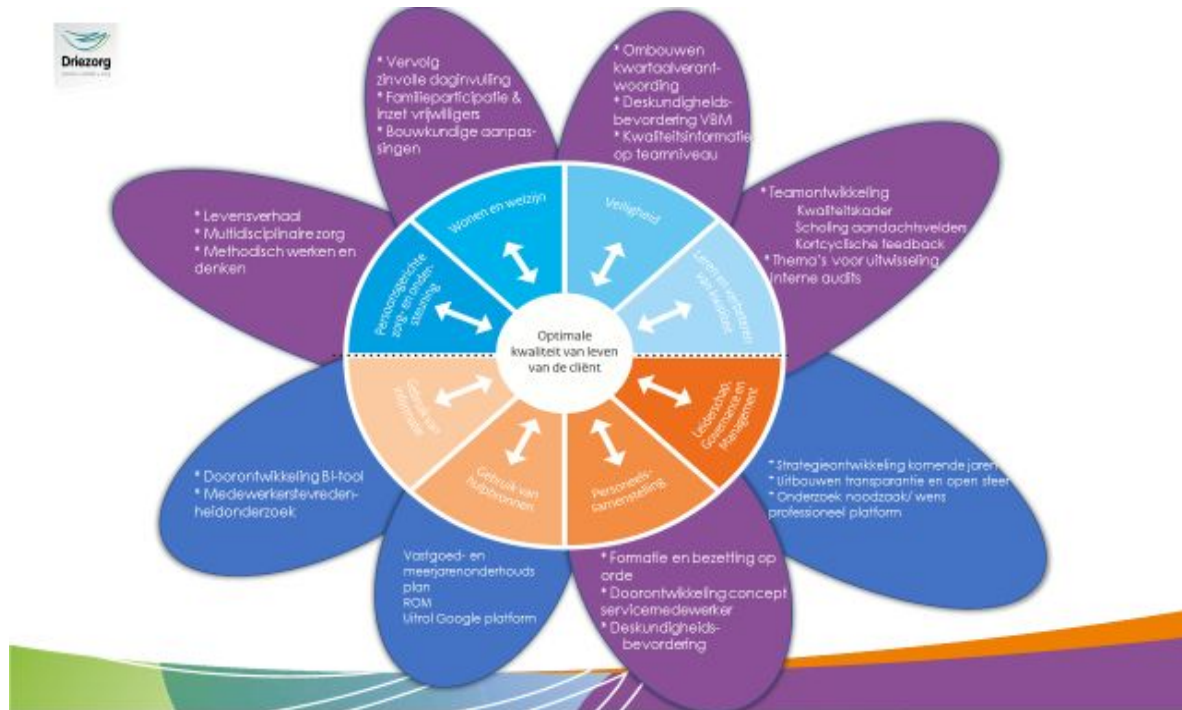 Driezorg
* Vervolg
zinvolle daginvulling
* Familieparticipatie &
inzet vrijwilligers
* Bouwkundige aanpas-
singen
* Ombouwen
kwartaalverant-
woording
* Deskundigheids-
bevordering VBM
* Kwaliteitsinformatie
op teamniveau
* Levensverhaal
* Multidisciplinaire zorg
* Methodisch werken en
denken
* Teamontwikkeling
Kwaliteitskader
Scholing aandachtsvelden
Kortcyclische feedback
* Thema's voor uitwisseling
Interne audits
Wonen en welzijn
Veiligheid
Persoonsgerichte
zorg- en onder-
steuning
Leren en verbeteren
van kwaliteit
Optimale
kwaliteit van leven
van de cliënt
Gebruik van
informatie
Leiderschap,
Governance en
Management
Gebruik van
hulpbronnen
Personeels-
samenstelling
* Doorontwikkeling BI-tool
* Medewerkerstevreden-
heidonderzoek
* Strategieontwikkeling komende jaren
* Uitbouwen transparantie en open sfeer
* Onderzoek noodzaak/ wens
professioneel platform
Vastgoed- en
meerjarenonderhouds
plan
ROM
Uitrol Google platform
* Formatie en bezetting op
orde
* Doorontwikkeling concept
servicemedewerker
* Deskundigheids-
bevordering